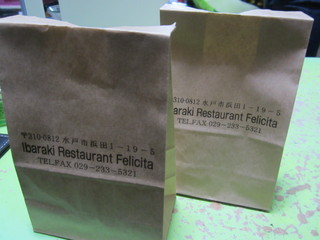 〒310-0812 水戸市浜田1-19-5
Ibaraki Restaurant Felicita
TEL.FAX 029-233-5321
〒310-0812 水戸市浜田1-19-5
baraki Restaurant Felicita
TEL.FAX 029-233-5321